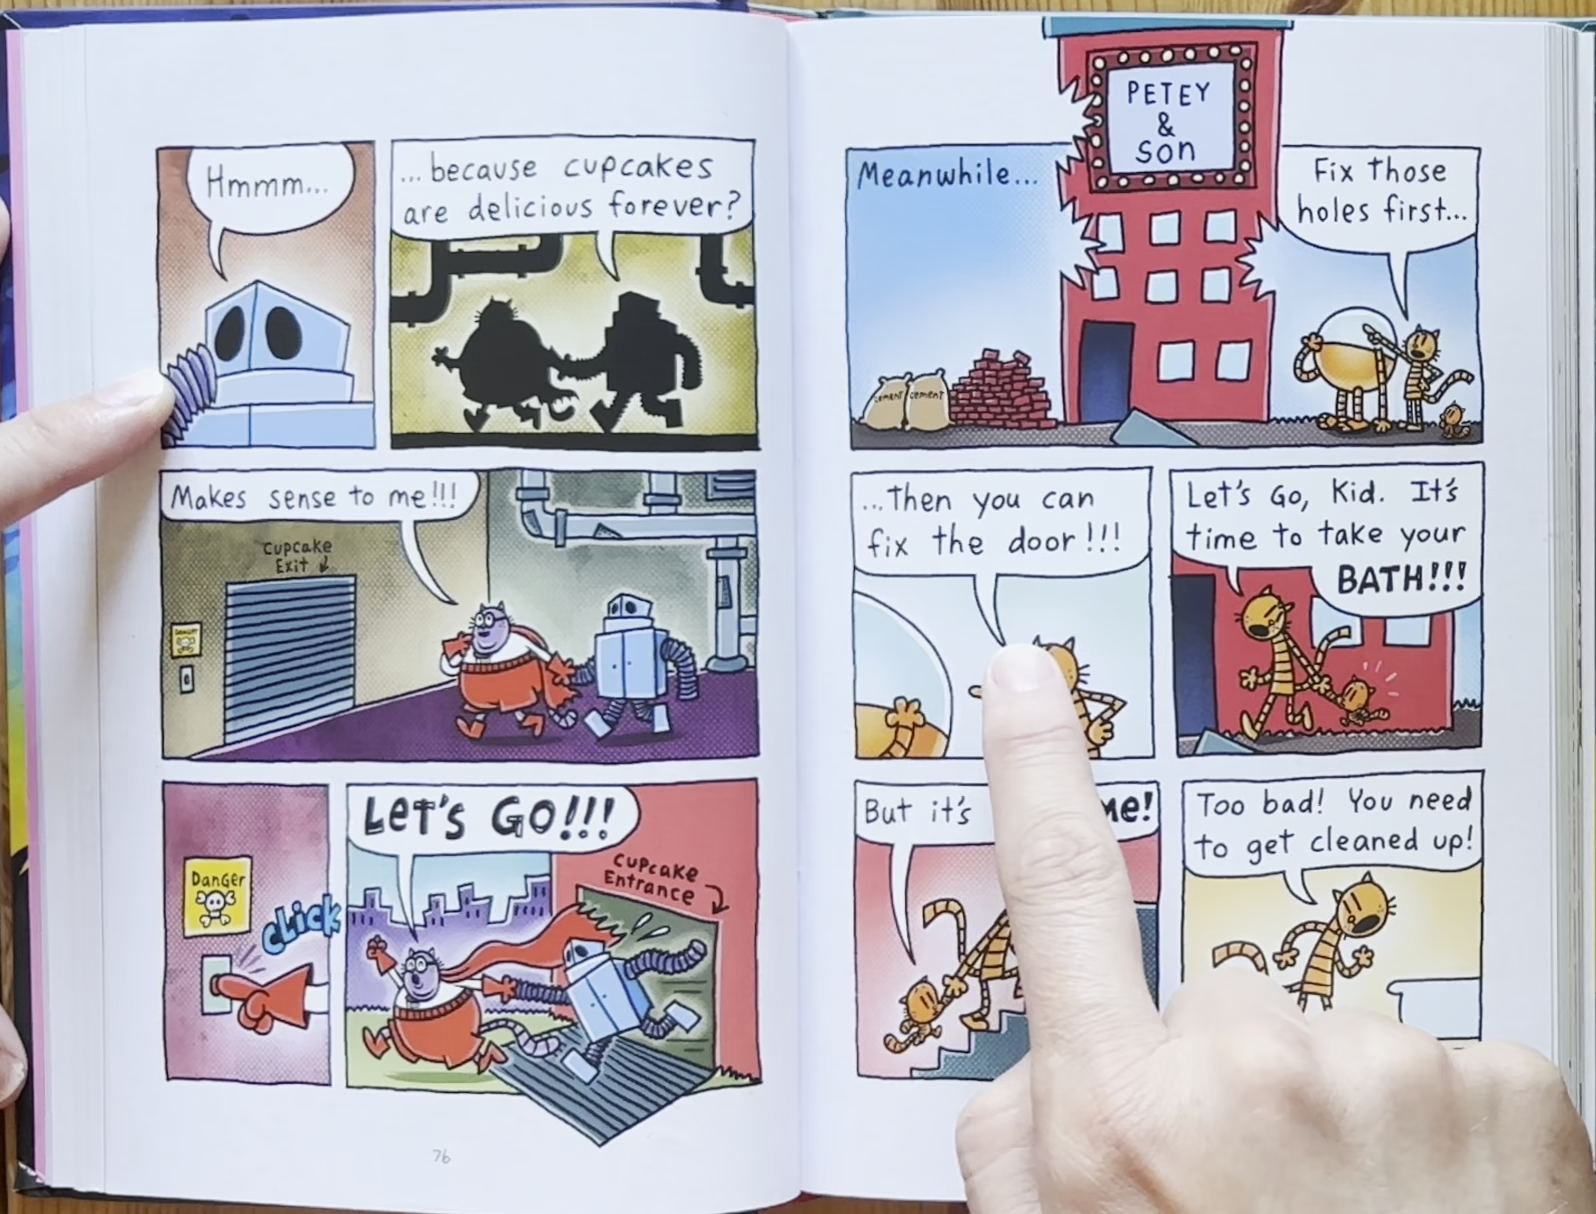 Hmmm...
...because cupcakes
are delicious forever?
Makes sense to me!!!
Cupcake
Exit
Danger
Danger
CLICK
LET'S GO!!!
Cupcake
Entrance
76
PETEY
&
Son
Meanwhile...
Fix those
holes first...
cement
cement
...Then you can
fix the door!!!
Let's Go, Kid. It's
time to take your
BATH!!!
But it's
Too bad! You need
to get cleaned up!